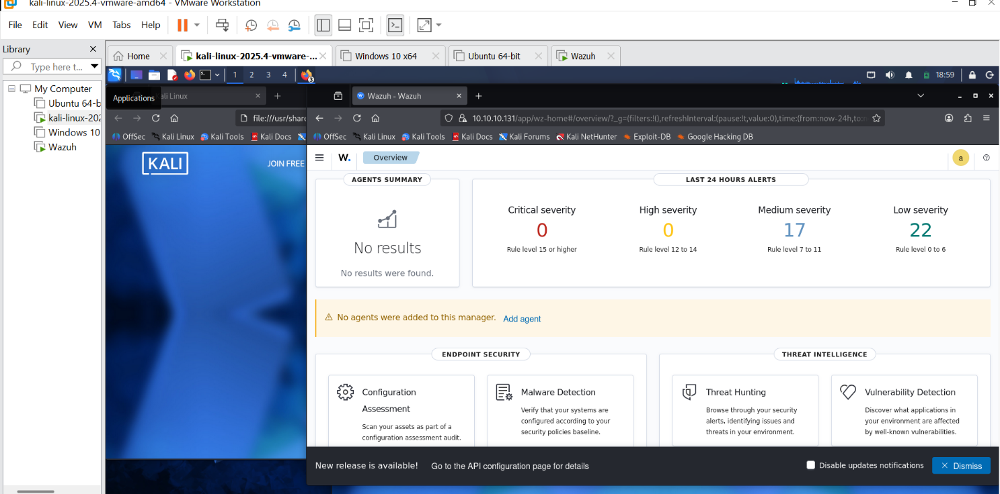 kali-linux-2025.4-vmware-amd64 - VMware Workstation
File Edit View VM Tabs Help
Library
Type here t...
My Computer
Ubuntu 64-b
kali-linux-202
Windows 10
Wazuh
Home
kali-linux-2025.4-vmware-...
Windows 10 x64
Ubuntu 64-bit
Wazuh
1 2 3 4
3
18:59
Applications
ali Linux
Wazuh - Wazuh
file:///usr/share
10.10.10.131/app/wz-home#/overview/?_g=(filters:!(),refreshInterval:(pause:!t,value:0),time:(from:now-24h,to:n
OffSec Kali Linux Kali Tools Kali Docs
OffSec Kali Linux Kali Tools Kali Docs Kali Forums Kali NetHunter Exploit-DB Google Hacking DB
KALI
JOIN FREE
W. Overview
a
AGENTS SUMMARY
No results
No results were found.
LAST 24 HOURS ALERTS
Critical severity
0
Rule level 15 or higher
High severity
0
Rule level 12 to 14
Medium severity
17
Rule level 7 to 11
Low severity
22
Rule level 0 to 6
No agents were added to this manager. Add agent
ENDPOINT SECURITY
Configuration
Assessment
Scan your assets as part of a
configuration assessment audit.
Malware Detection
Verify that your systems are
configured according to your
security policies baseline.
THREAT INTELLIGENCE
Threat Hunting
Browse through your security
alerts, identifying issues and
threats in your environment.
Vulnerability Detection
Discover what applications in
your environment are affected
by well-known vulnerabilities.
New release is available! Go to the API configuration page for details
Disable updates notifications
Dismiss